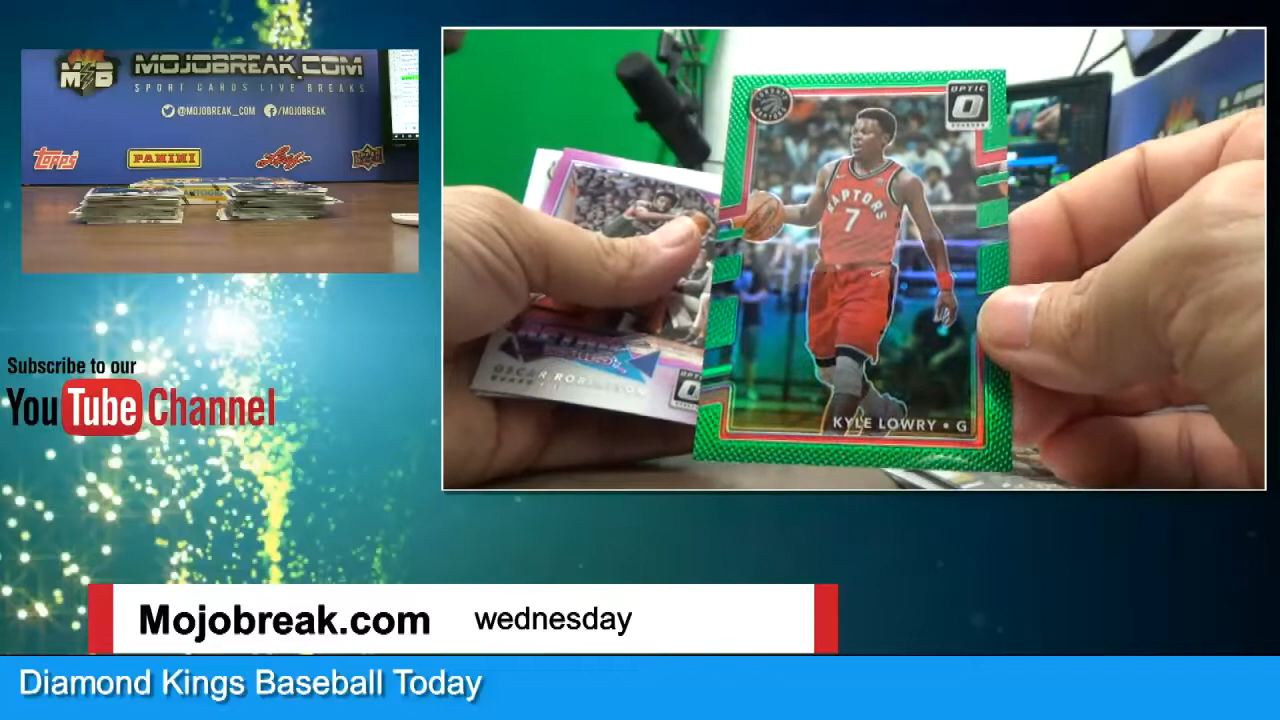 MOJOBREAK.COM
SPORT CARDS LIVE BREAKS
@MOJOBREAK_COM /MOJOBREAK
Topps
PANINI
Leaf
Subscribe to our
YouTube Channel
OPTIC
RAPTORS
7
KYLE LOWRY • G
OSCAR ROBERTSON
OPTIC
Mojobreak.com wednesday
Diamond Kings Baseball Today